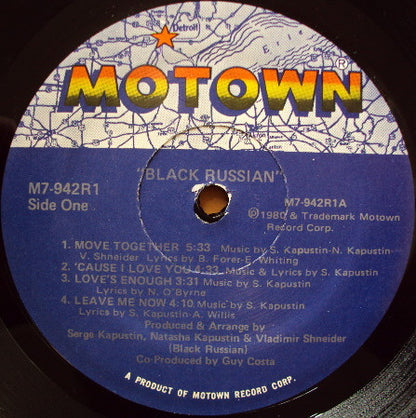 Detroit
MOTOWN®
"BLACK RUSSIAN"
M7-942R1
Side One
M7-942R1A
℗1980 & Trademark Motown
Record Corp.
1. MOVE TOGETHER 5:33 Music by S. Kapustin-N. Kapustin-
V. Shneider Lyrics by B. Forer-E. Whiting
2. 'CAUSE I LOVE YOU 4:33 Music & Lyrics by S. Kapustin
3. LOVE'S ENOUGH 3:31 Music by S. Kapustin
Lyrics by N. O'Byrne
4. LEAVE ME NOW 4:10 Music by S. Kapustin
Lyrics by S. Kapustin-A. Willis
Produced & Arrange by
Serge Kapustin, Natasha Kapustin & Vladimir Shneider
(Black Russian)
Co-Produced by Guy Costa
A PRODUCT OF MOTOWN RECORD CORP.